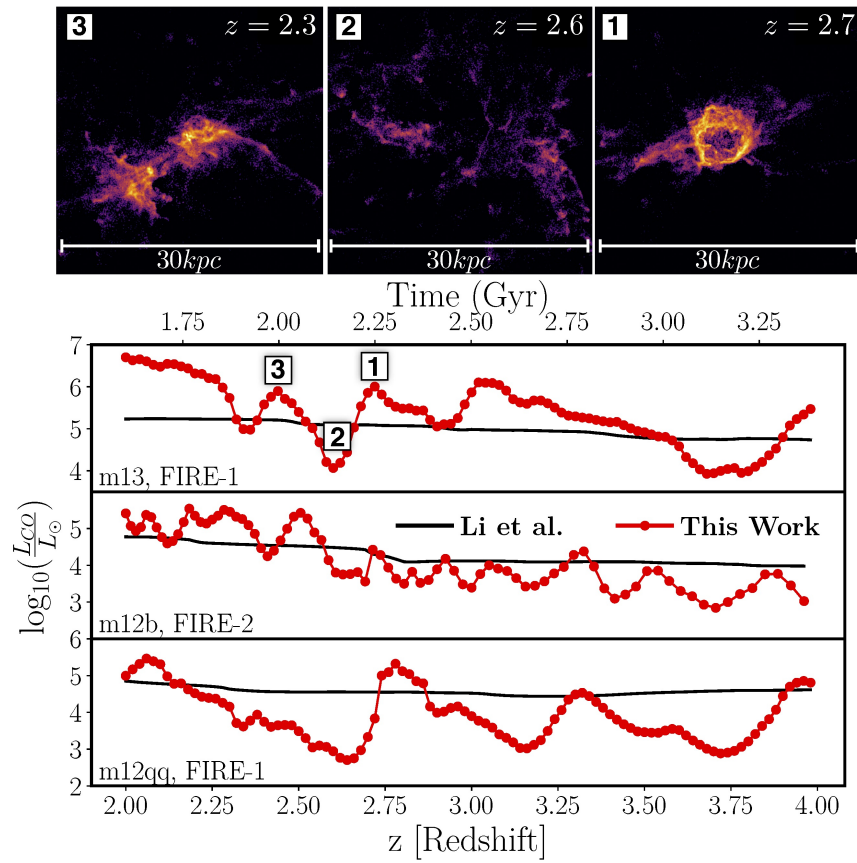 3 z = 2.3
2 z = 2.6
1 z = 2.7
30kpc
30kpc
30kpc
Time (Gyr)
1.75 2.00 2.25 2.50 2.75 3.00 3.25
7
6
5
4
3
1
2
m13, FIRE-1
5
4
3
Li et al.
This Work
m12b, FIRE-2
6
5
4
3
2
m12qq, FIRE-1
log10(LCO/L⊙)
2.00 2.25 2.50 2.75 3.00 3.25 3.50 3.75 4.00
z [Redshift]